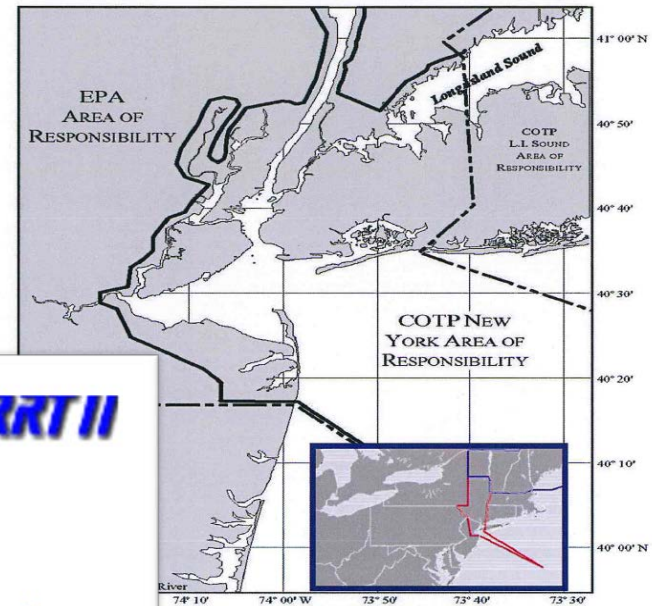 41° 00' N
Long Island Sound
EPA
AREA OF
RESPONSIBILITY
40° 50'
COTP
L.I. SOUND
AREA OF
RESPONSIBILITY
40° 40'
40° 30'
COTP NEW
YORK AREA OF
RESPONSIBILITY
40° 20'
RRT II
40° 10'
40° 00' N
River
74° 10'
74° 00' W
73° 50'
73° 40'
73° 30'